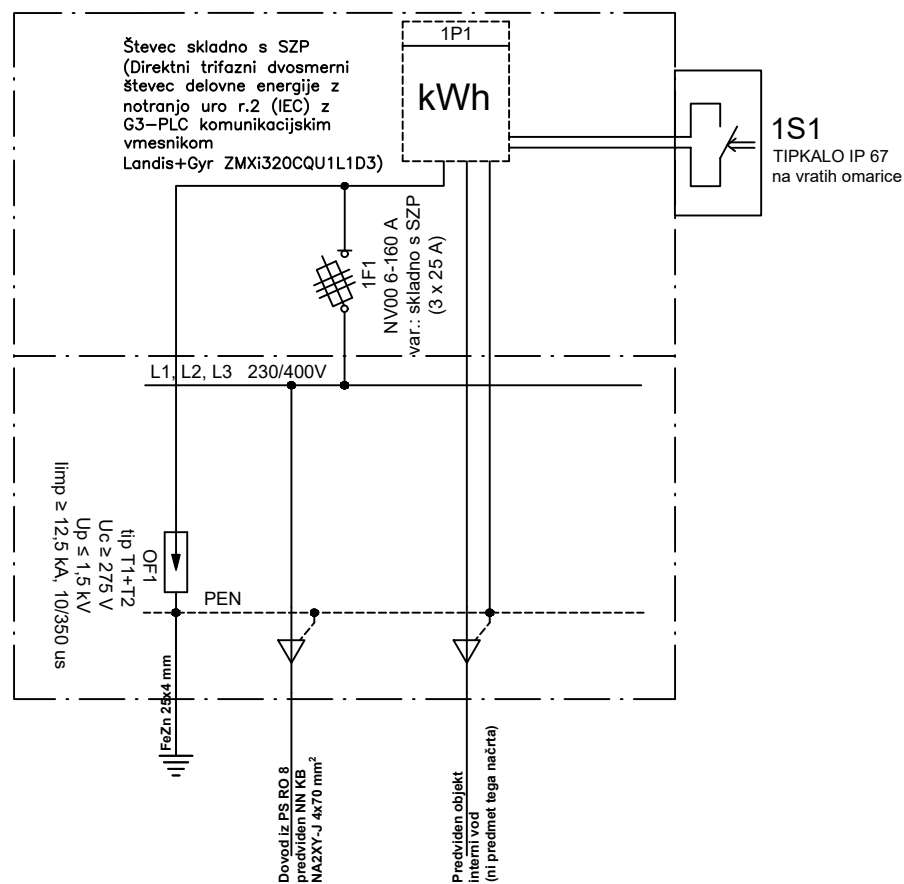 Števec skladno s SZP
(Direktni trifazni dvosmerni
števec delovne energije z
notranjo uro r.2 (IEC) z
G3-PLC komunikacijskim
vmesnikom
Landis+Gyr ZMXi320CQU1L1D3)
1P1
kWh
1S1
TIPKALO IP 67
na vratih omarice
1F1
NV00 6-160 A
var.: skladno s SZP
(3 x 25 A)
L1, L2, L3 230/400V
OF1
tip T1+T2
Uc ≥ 275 V
Up ≤ 1,5 kV
Iimp ≥ 12,5 kA, 10/350 us
PEN
FeZn 25x4 mm
Dovod iz PS RO 8
predviden NN KB
NA2XY-J 4x70 mm²
Predviden objekt
interni vod
(ni predmet tega načrta)